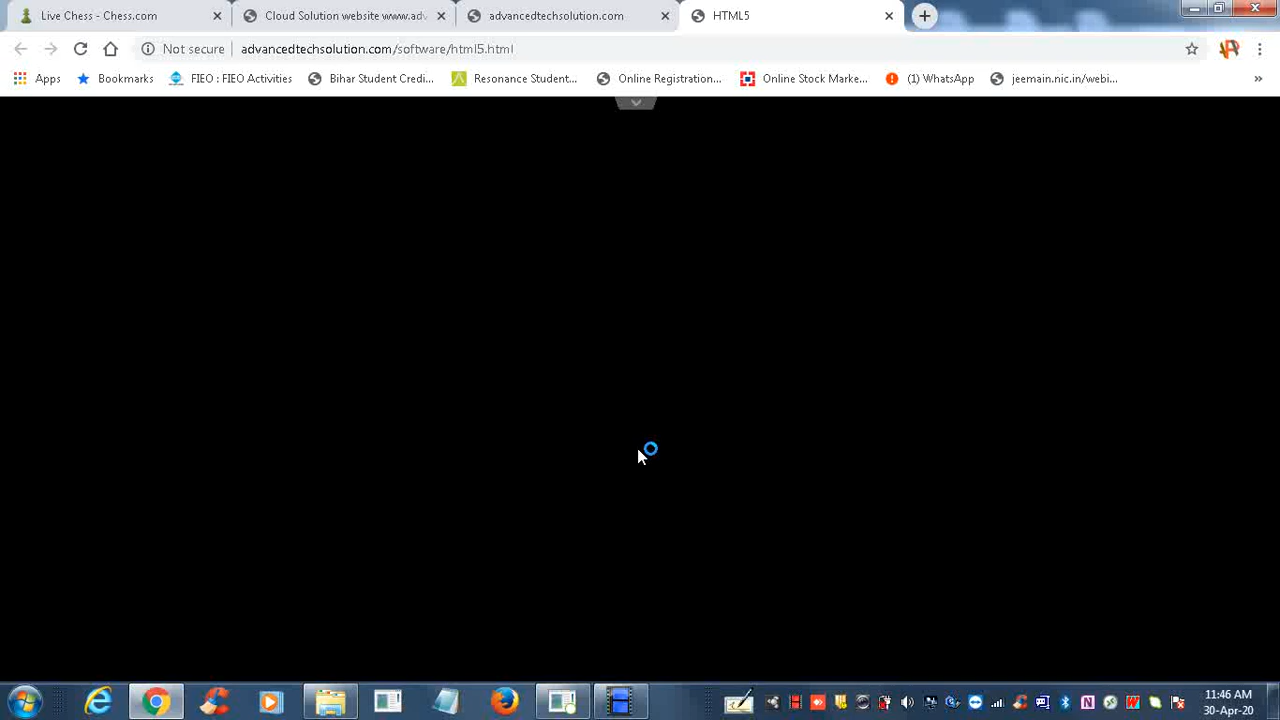 Live Chess - Chess.com
Cloud Solution website www.adv
techsolution.com
HTML5
Not secure
advancedtechsolution.com/software/html5.html
Apps
Bookmarks
FIEO : FIEO Activitie
Bihar Student Credi...
Resonance Student...
Online Registration...
Online Stock Marke...
(1) WhatsApp
jeemain.nic.in/webi...
»
11:46 AM
30-Apr-20